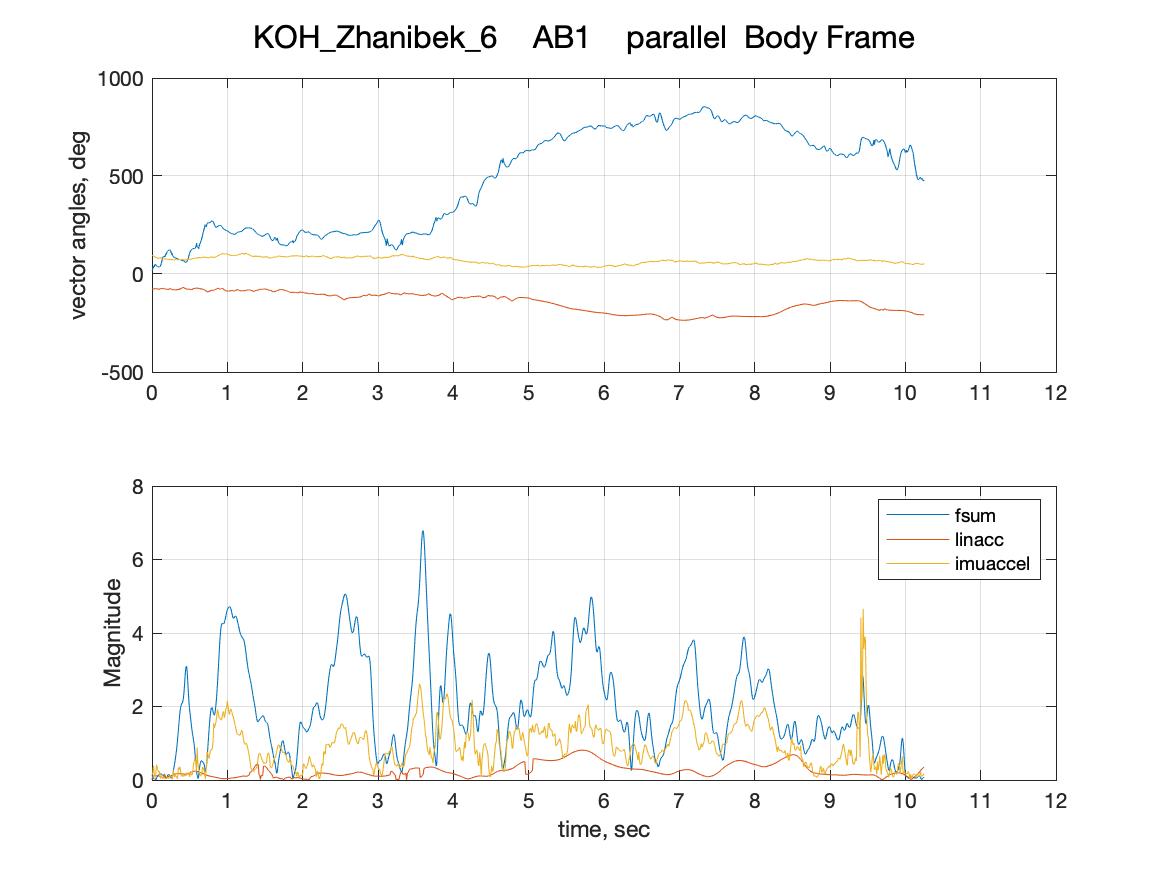 KOH_Zhanibek_6 AB1 parallel Body Frame
1000
500
0
-500
vector angles, deg
0 1 2 3 4 5 6 7 8 9 10 11 12
8
6
4
2
0
Magnitude
fsum
linacc
imuaccel
0 1 2 3 4 5 6 7 8 9 10 11 12
time, sec